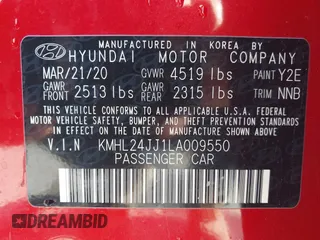 MANUFACTURED IN KOREA BY
HYUNDAI MOTOR COMPANY
MAR/21/20 GVWR 4519 lbs PAINT Y2E
GAWR FRONT 2513 lbs GAWR REAR 2315 lbs TRIM NNB
THIS VEHICLE CONFORMS TO ALL APPLICABLE
FEDERAL MOTOR VEHICLE SAFETY, BUMPER, AND THEFT PREVENTION
STANDARDS IN EFFECT ON THE DATE OF MANUFACTURE SHOWN ABOVE.
V.I.N KMHL24JJ1LA009550
PASSENGER CAR